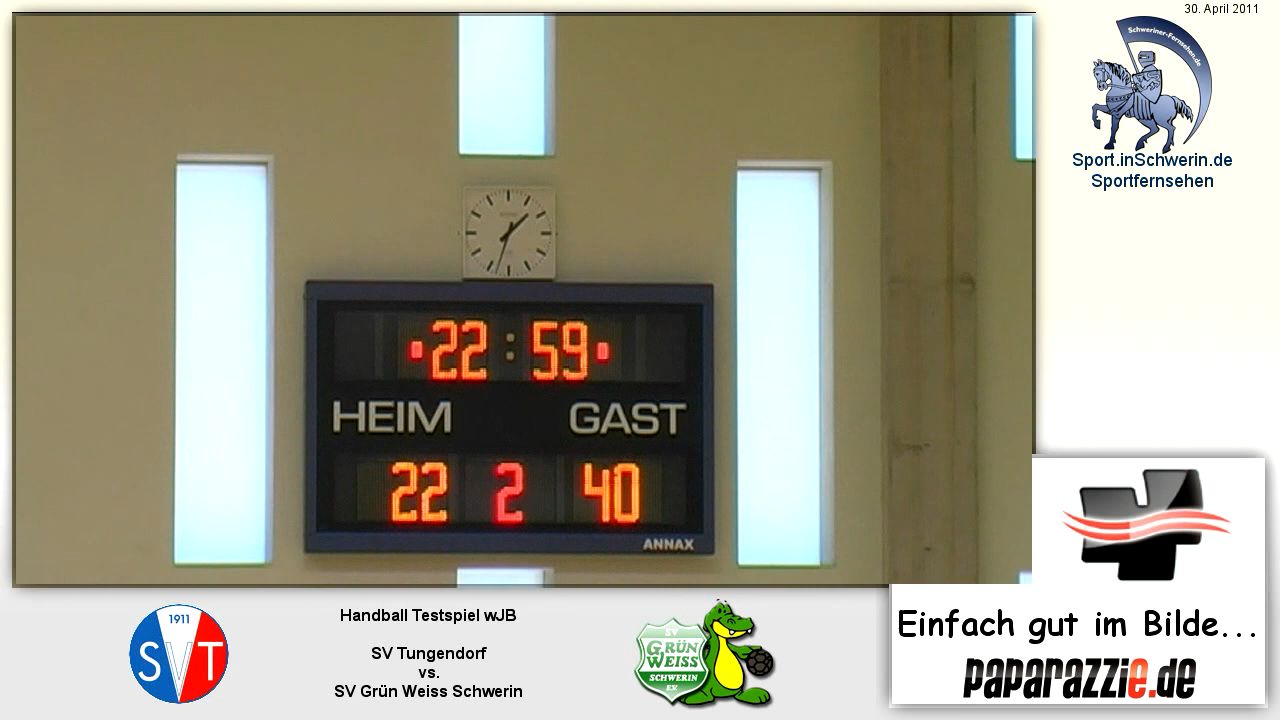 30. April 2011
Schweriner-Fernsehen.de
Sport.inSchwerin.de
Sportfernsehen
22 : 59
HEIM GAST
22 2 40
ANNAX
Einfach gut im Bilde...
paparazzie.de
1911
SVT
Handball Testspiel wJB
SV Tungendorf
vs.
SV Grün Weiss Schwerin
SV
GRÜN
WEISS
SCHWERIN
E.V.